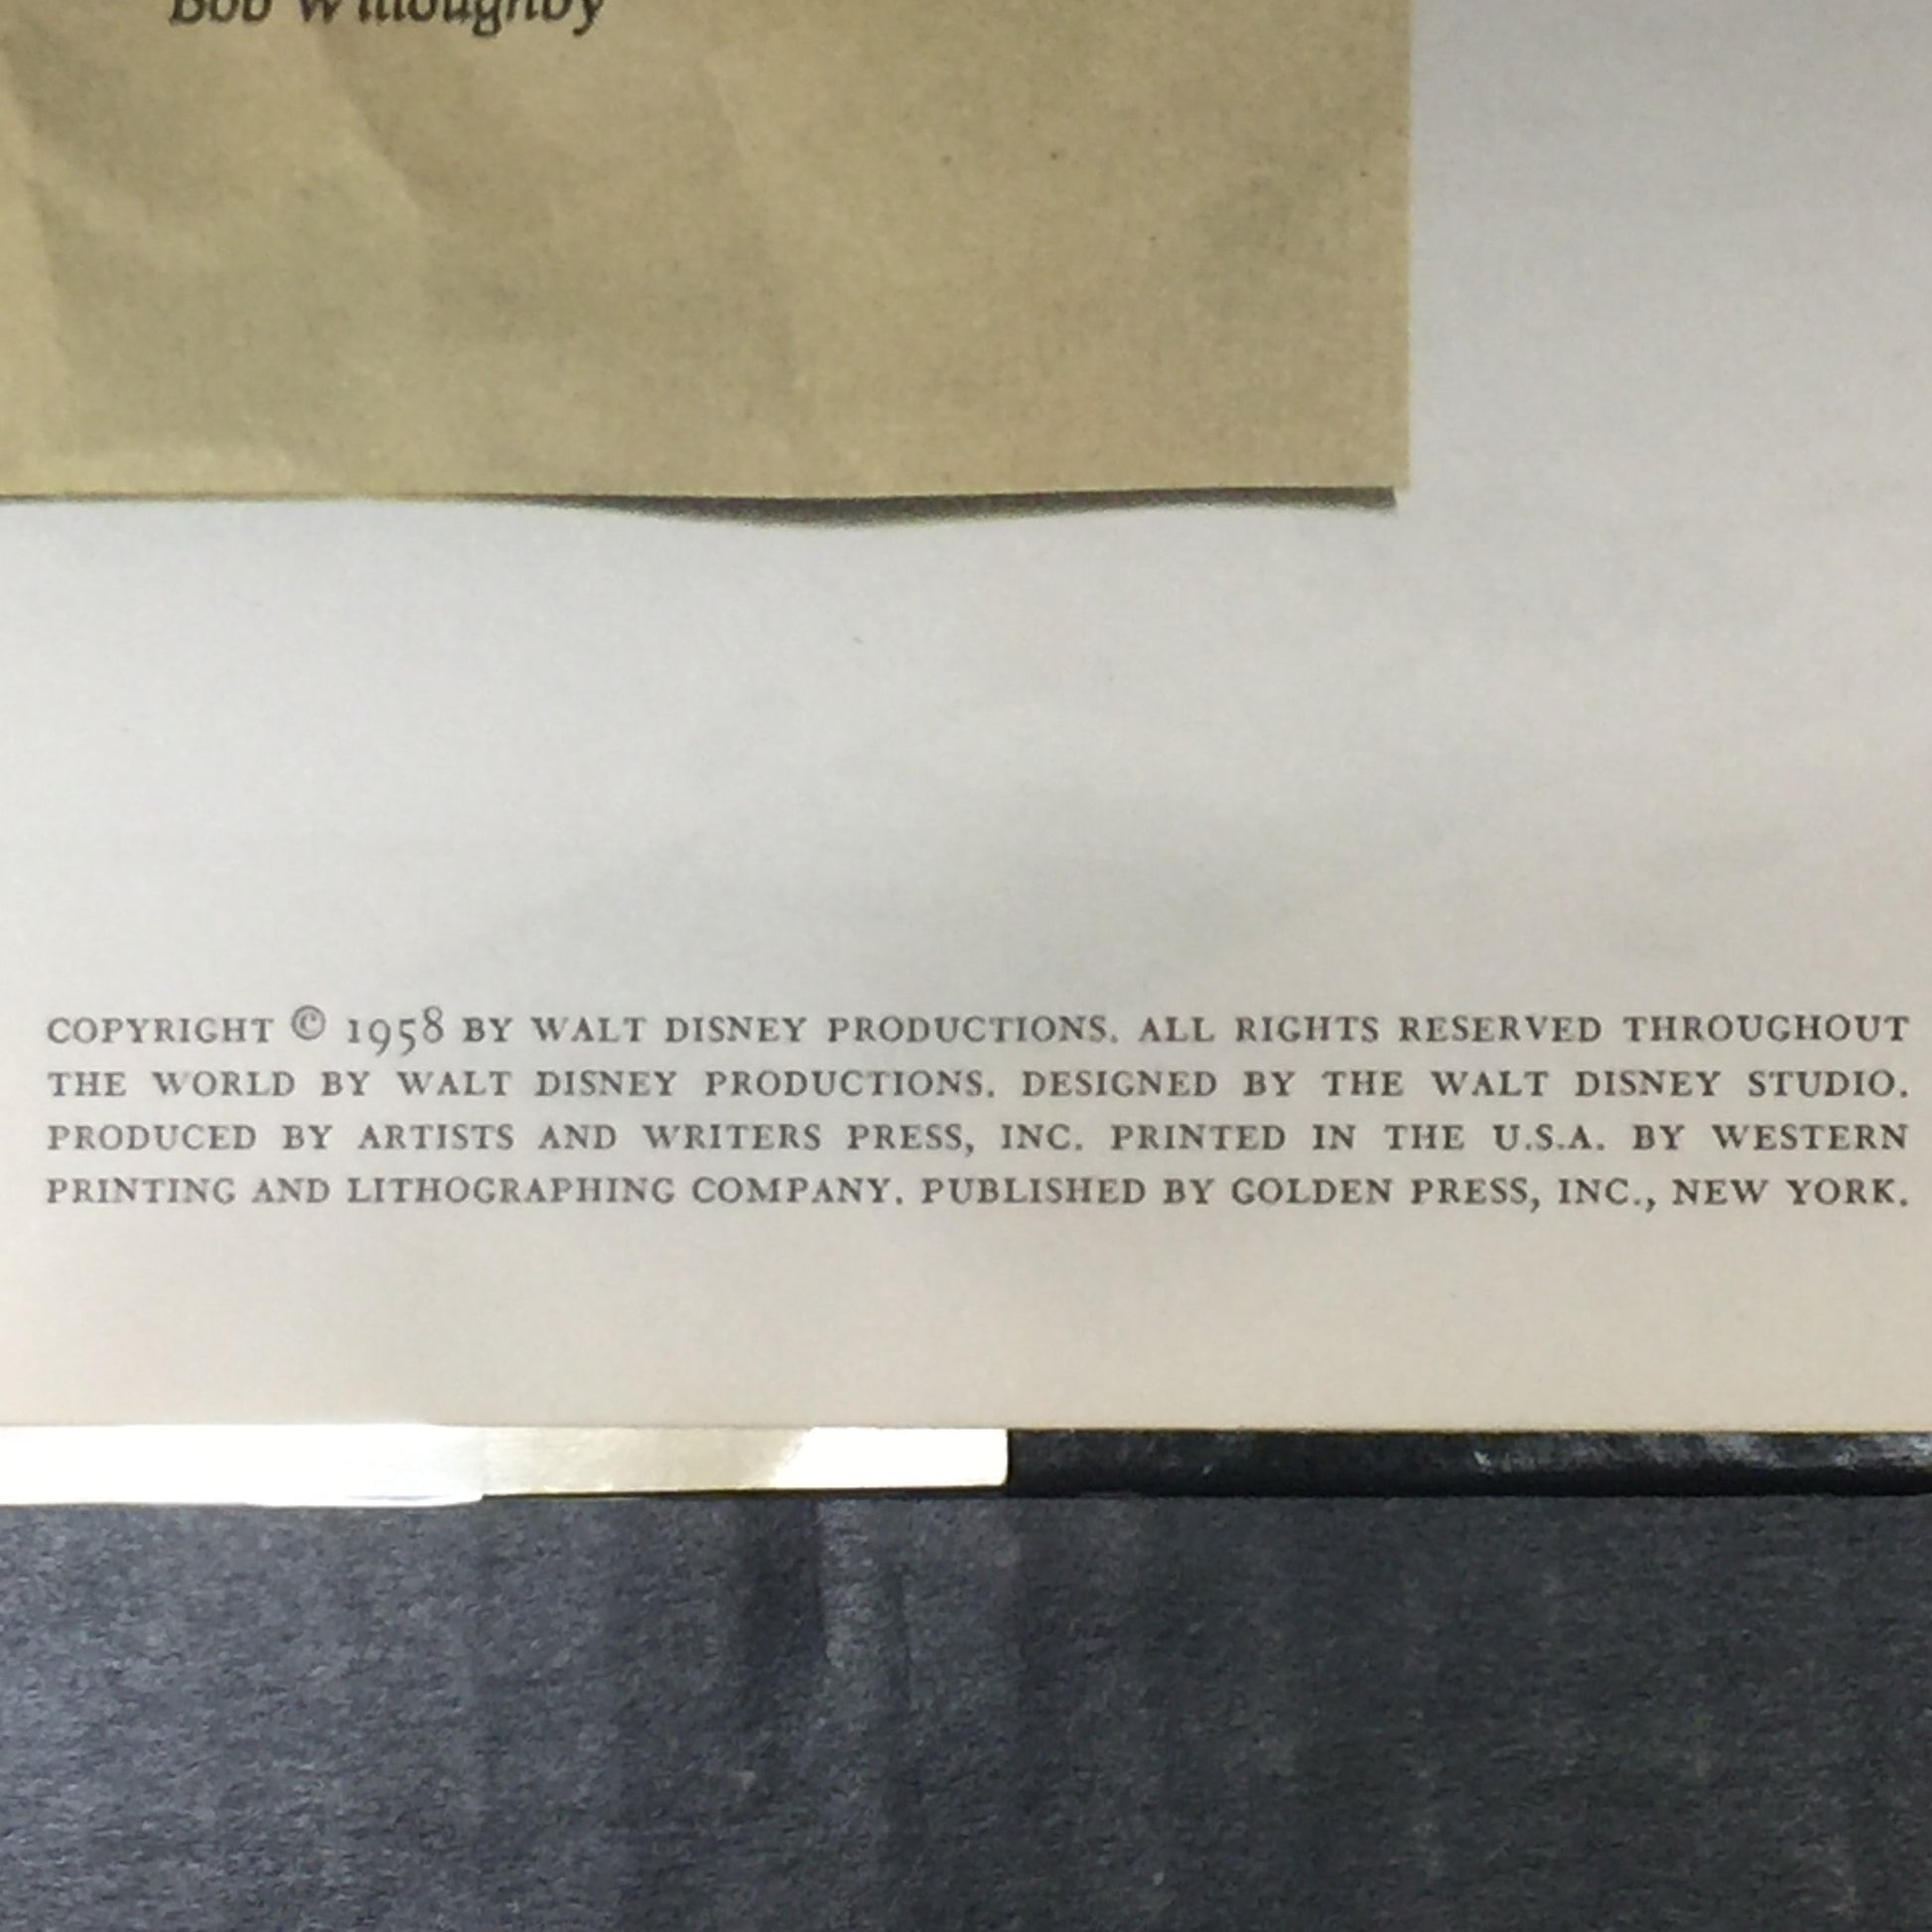 Bob Willoughby
COPYRIGHT © 1958 BY WALT DISNEY PRODUCTIONS. ALL RIGHTS RESERVED THROUGHOUT
THE WORLD BY WALT DISNEY PRODUCTIONS. DESIGNED BY THE WALT DISNEY STUDIO.
PRODUCED BY ARTISTS AND WRITERS PRESS, INC. PRINTED IN THE U.S.A. BY WESTERN
PRINTING AND LITHOGRAPHING COMPANY. PUBLISHED BY GOLDEN PRESS, INC., NEW YORK.